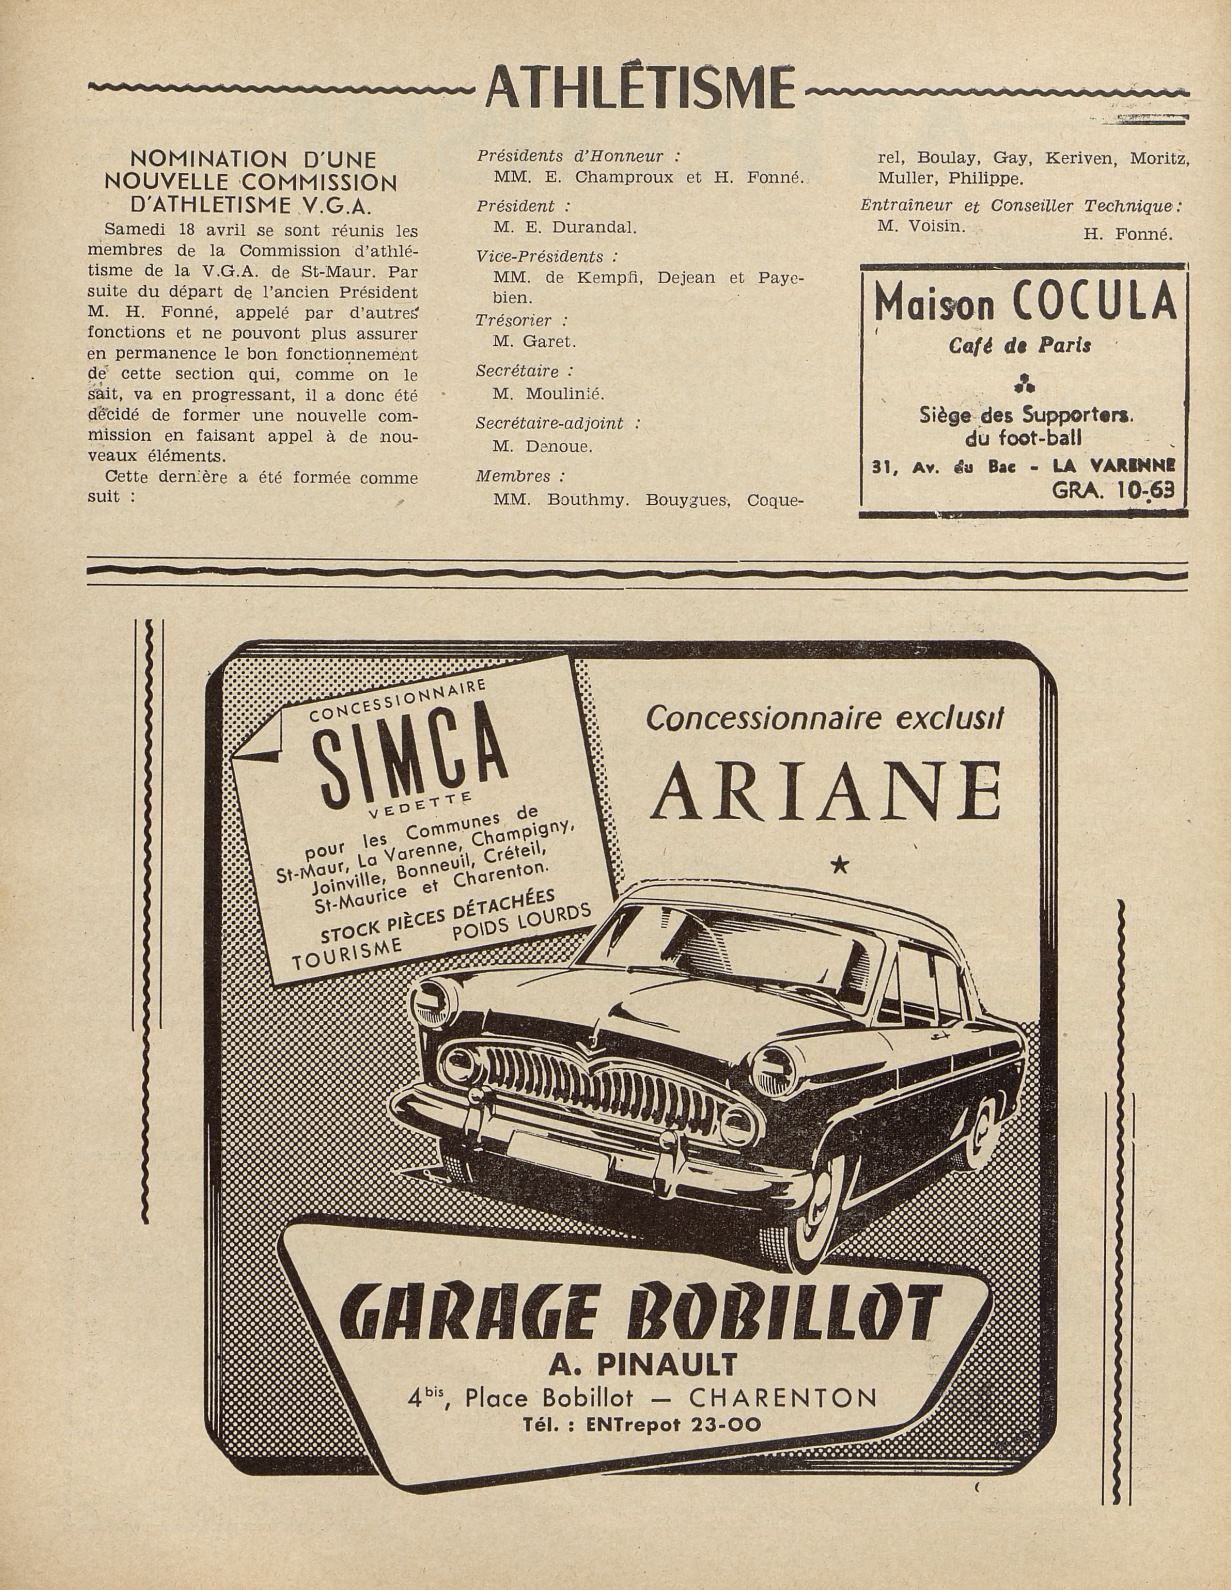 ATHLÉTISME
NOMINATION D'UNE
NOUVELLE COMMISSION
D'ATHLETISME V.G.A.
Samedi 18 avril se sont réunis les
membres de la Commission d'athlé-
tisme de la V.G.A. de St-Maur. Par
suite du départ de l'ancien Président
M. H. Fonné, appelé par d'autres
fonctions et ne pouvont plus assurer
en permanence le bon fonctionnement
de cette section qui, comme on le
sait, va en progressant, il a donc été
décidé de former une nouvelle com-
mission en faisant appel à de nou-
veaux éléments.
Cette dernière a été formée comme
suit :
Présidents d'Honneur :
MM. E. Champroux et H. Fonné.
Président :
M. E. Durandal.
Vice-Présidents :
MM. de Kempfi, Dejean et Paye-
bien.
Trésorier :
M. Garet.
Secrétaire :
M. Moulinié.
Secrétaire-adjoint :
M. Denoue.
Membres :
MM. Bouthmy. Bouygues, Coque-
rel, Boulay, Gay, Keriven, Moritz,
Muller, Philippe.
Entraîneur et Conseiller Technique :
M. Voisin.
H. Fonné.
Maison COCULA
Café de Paris
Siège des Supporters.
du foot-ball
31, Av. du Bac - LA VARENNE
GRA. 10-63
CONCESSIONNAIRE
SIMCA
VEDETTE
pour les Communes de
St-Maur, La Varenne, Champigny,
Joinville, Bonneuil, Créteil,
St-Maurice et Charenton.
STOCK PIÈCES DÉTACHÉES
TOURISME POIDS LOURDS
Concessionnaire exclusif
ARIANE
GARAGE BOBILLOT
A. PINAULT
4bis, Place Bobillot — CHARENTON
Tél. : ENTrepot 23-00